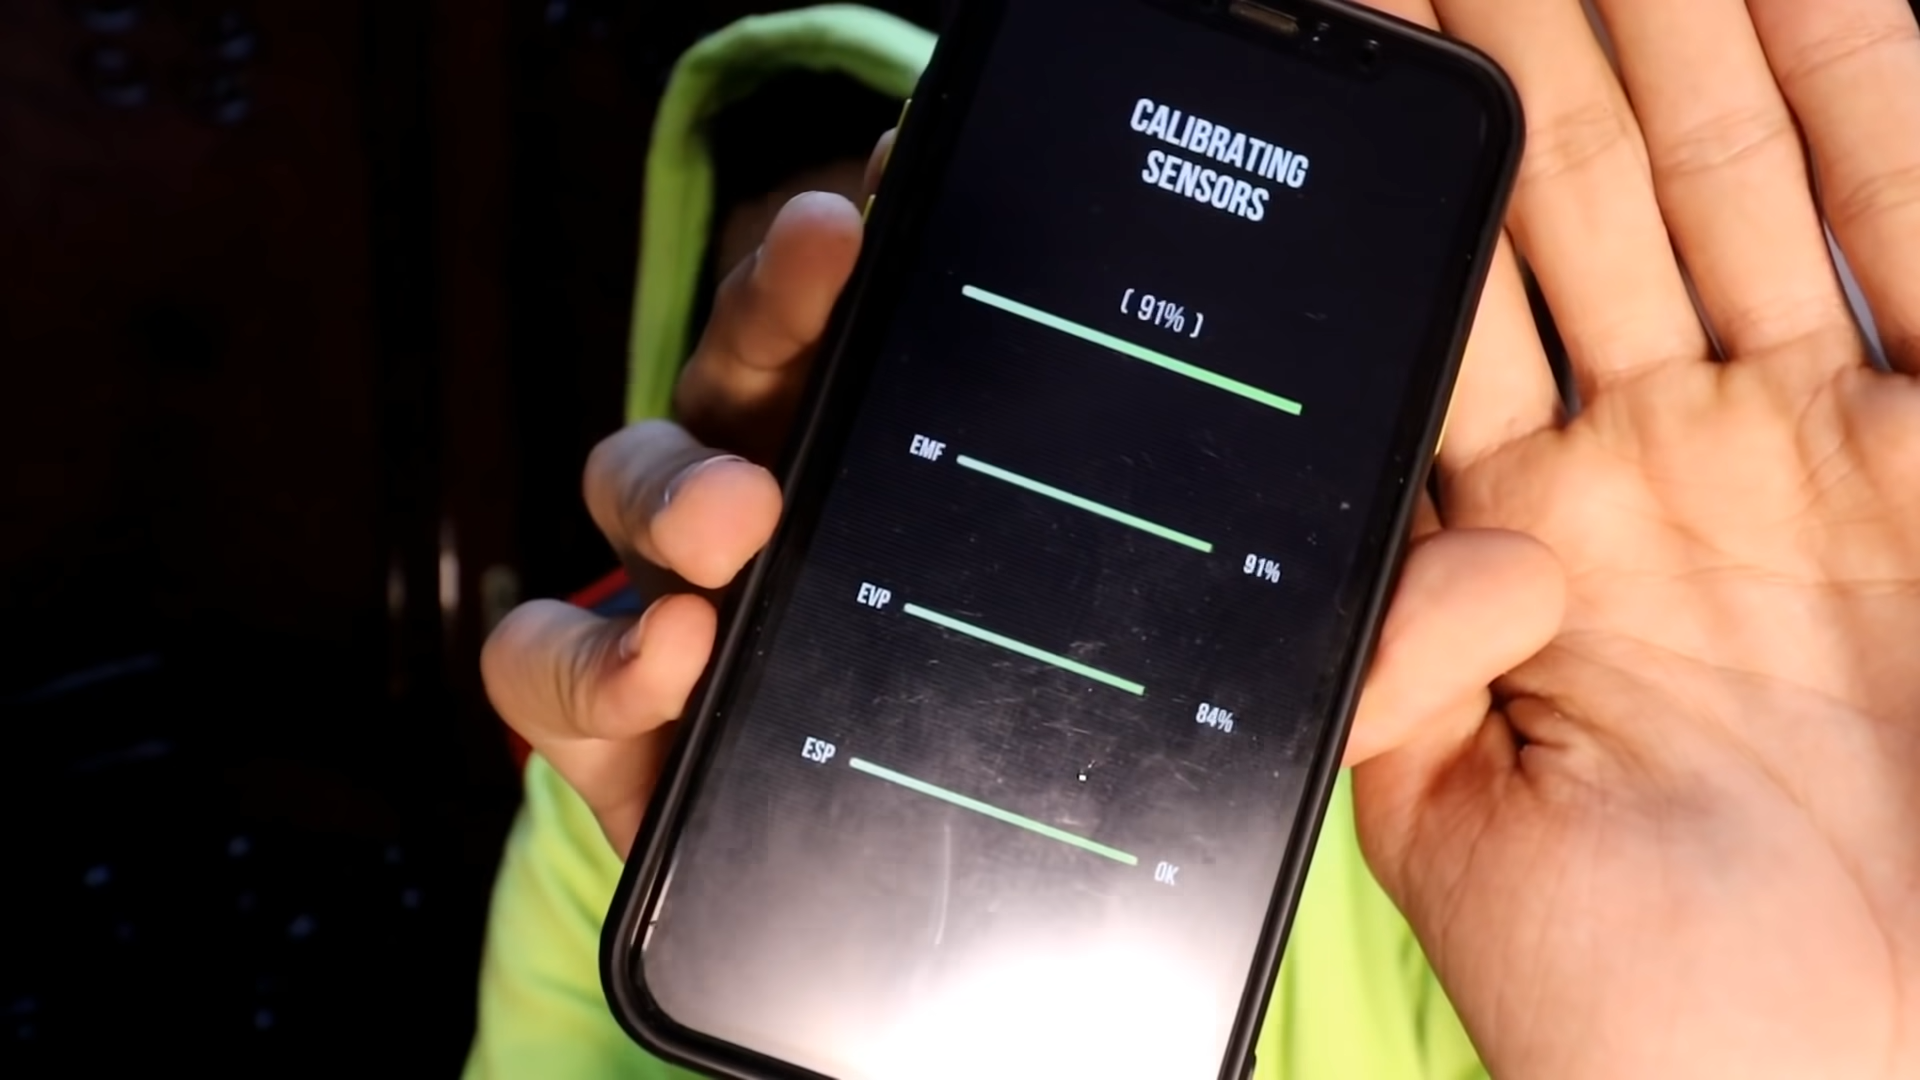 CALIBRATING
SENSORS
( 91% )
EMF
91%
EVP
84%
ESP
OK